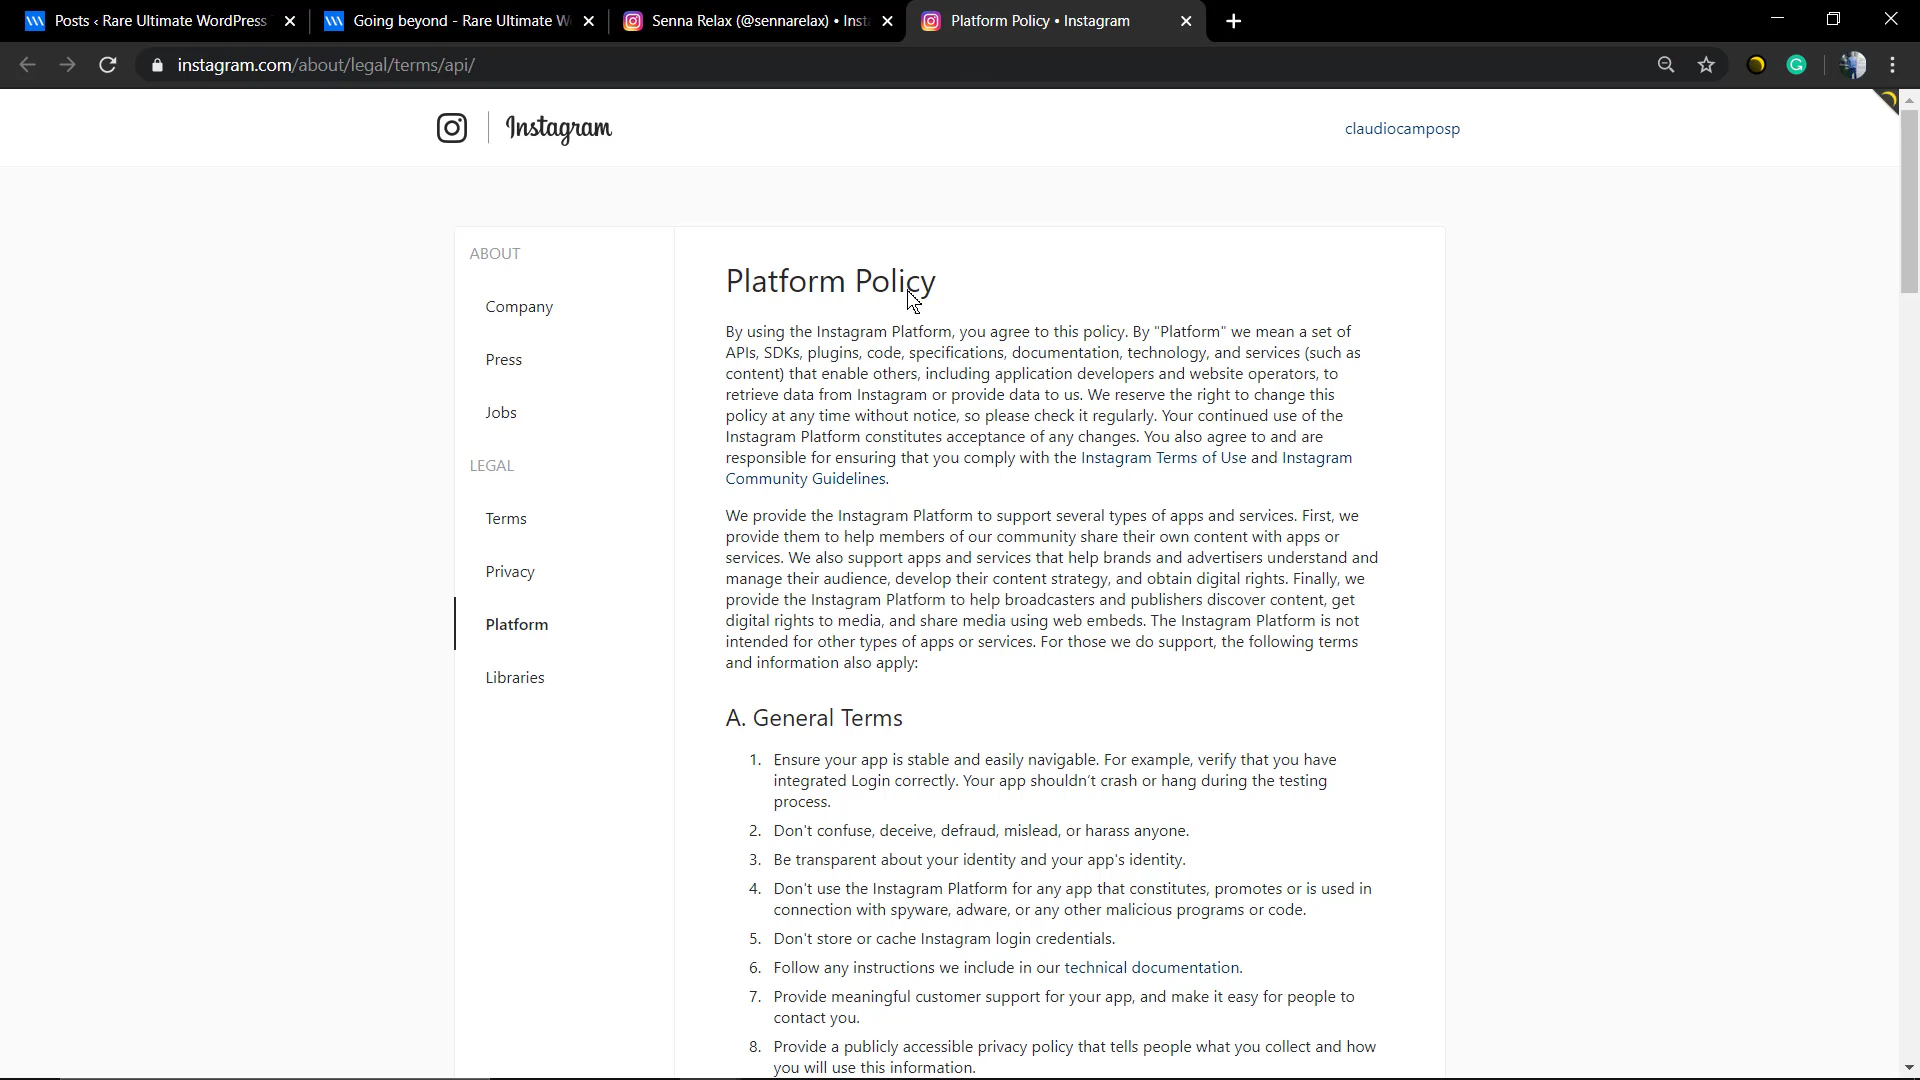 Posts ‹ Rare Ultimate WordPress
Going beyond - Rare Ultimate W
Senna Relax (@sennarelax) • Inst
Platform Policy • Instagram
instagram.com/about/legal/terms/api/
Instagram
claudiocamposp
ABOUT
Company
Press
Jobs
LEGAL
Terms
Privacy
Platform
Libraries
Platform Policy
By using the Instagram Platform, you agree to this policy. By "Platform" we mean a set of
APIs, SDKs, plugins, code, specifications, documentation, technology, and services (such as
content) that enable others, including application developers and website operators, to
retrieve data from Instagram or provide data to us. We reserve the right to change this
policy at any time without notice, so please check it regularly. Your continued use of the
Instagram Platform constitutes acceptance of any changes. You also agree to and are
responsible for ensuring that you comply with the Instagram Terms of Use and Instagram
Community Guidelines.
We provide the Instagram Platform to support several types of apps and services. First, we
provide them to help members of our community share their own content with apps or
services. We also support apps and services that help brands and advertisers understand and
manage their audience, develop their content strategy, and obtain digital rights. Finally, we
provide the Instagram Platform to help broadcasters and publishers discover content, get
digital rights to media, and share media using web embeds. The Instagram Platform is not
intended for other types of apps or services. For those we do support, the following terms
and information also apply:
A. General Terms
1. Ensure your app is stable and easily navigable. For example, verify that you have
integrated Login correctly. Your app shouldn't crash or hang during the testing
process.
2. Don't confuse, deceive, defraud, mislead, or harass anyone.
3. Be transparent about your identity and your app's identity.
4. Don't use the Instagram Platform for any app that constitutes, promotes or is used in
connection with spyware, adware, or any other malicious programs or code.
5. Don't store or cache Instagram login credentials.
6. Follow any instructions we include in our technical documentation.
7. Provide meaningful customer support for your app, and make it easy for people to
contact you.
8. Provide a publicly accessible privacy policy that tells people what you collect and how
you will use this information.